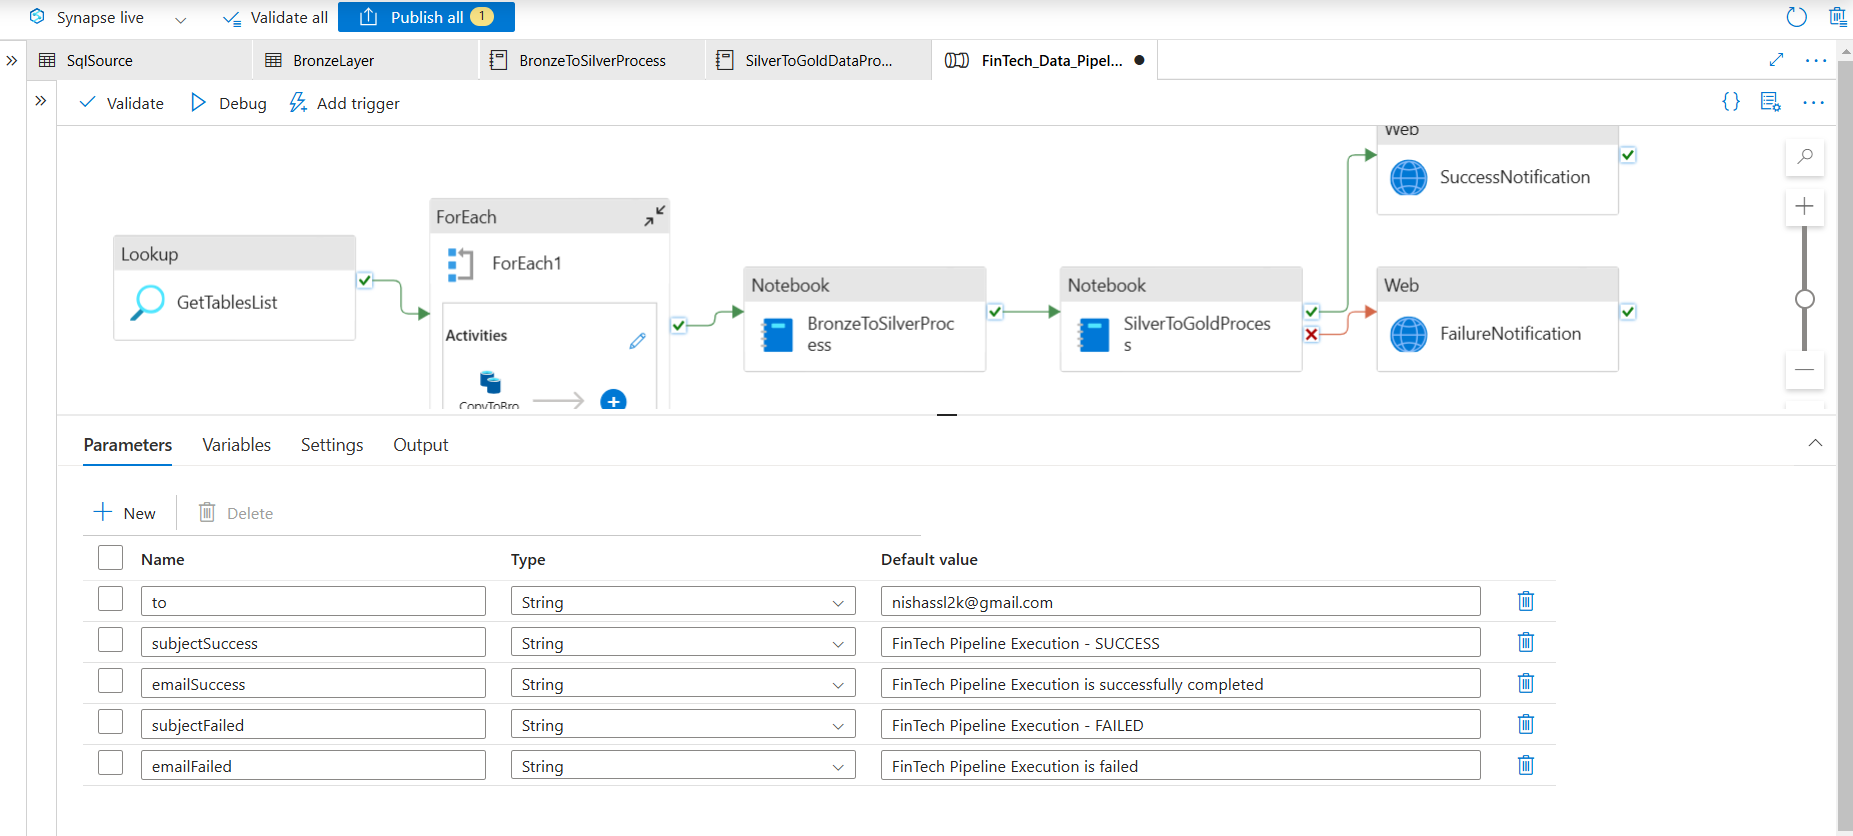 Synapse live
Validate all
Publish all 1
SqlSource
BronzeLayer
BronzeToSilverProcess
SilverToGoldDataPro...
FinTech_Data_Pipel...
Validate
Debug
Add trigger
{}
Web
SuccessNotification
Lookup
GetTablesList
ForEach
ForEach1
Activities
CopyToBro
Notebook
BronzeToSilverProc
ess
Notebook
SilverToGoldProces
s
Web
FailureNotification
Parameters
Variables
Settings
Output
New
Delete
Name
Type
Default value
to
String
nishassl2k@gmail.com
subjectSuccess
String
FinTech Pipeline Execution - SUCCESS
emailSuccess
String
FinTech Pipeline Execution is successfully completed
subjectFailed
String
FinTech Pipeline Execution - FAILED
emailFailed
String
FinTech Pipeline Execution is failed